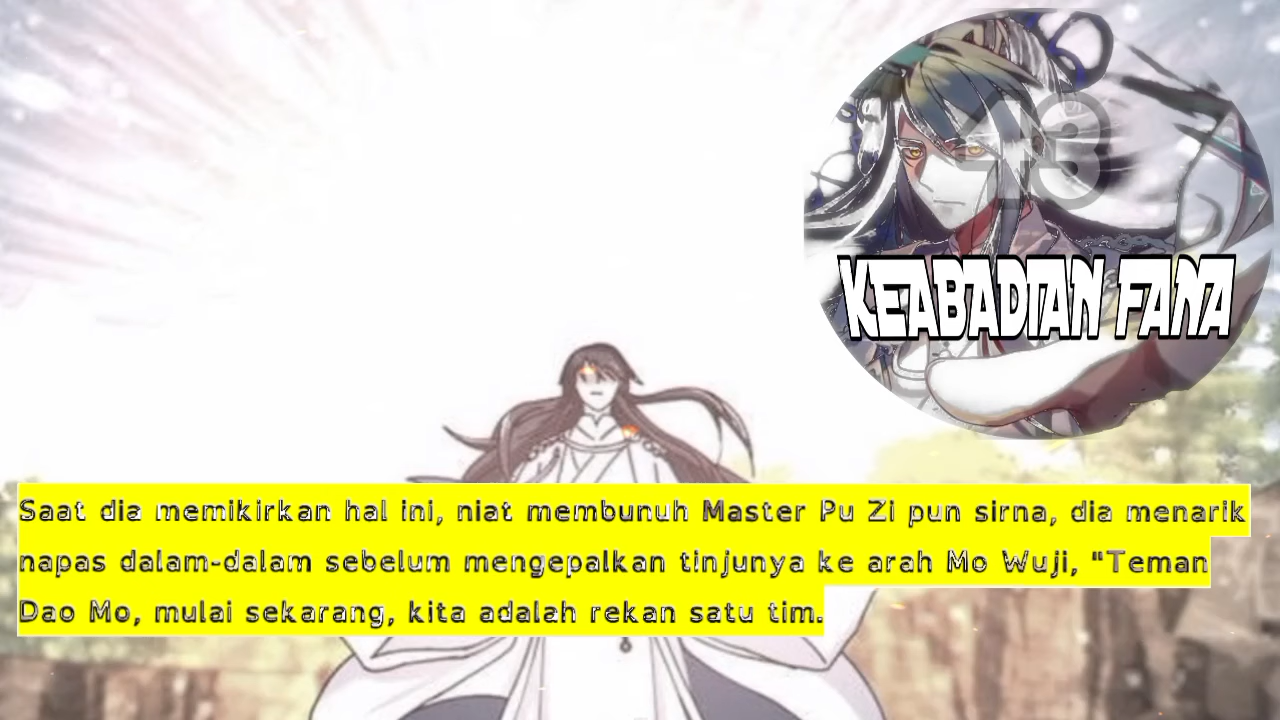 43
KEABADIAN FANA
Saat dia memikirkan hal ini, niat membunuh Master Pu Zi pun sirna, dia menarik
napas dalam-dalam sebelum mengepalkan tinjunya ke arah Mo Wuji, "Teman
Dao Mo, mulai sekarang, kita adalah rekan satu tim.